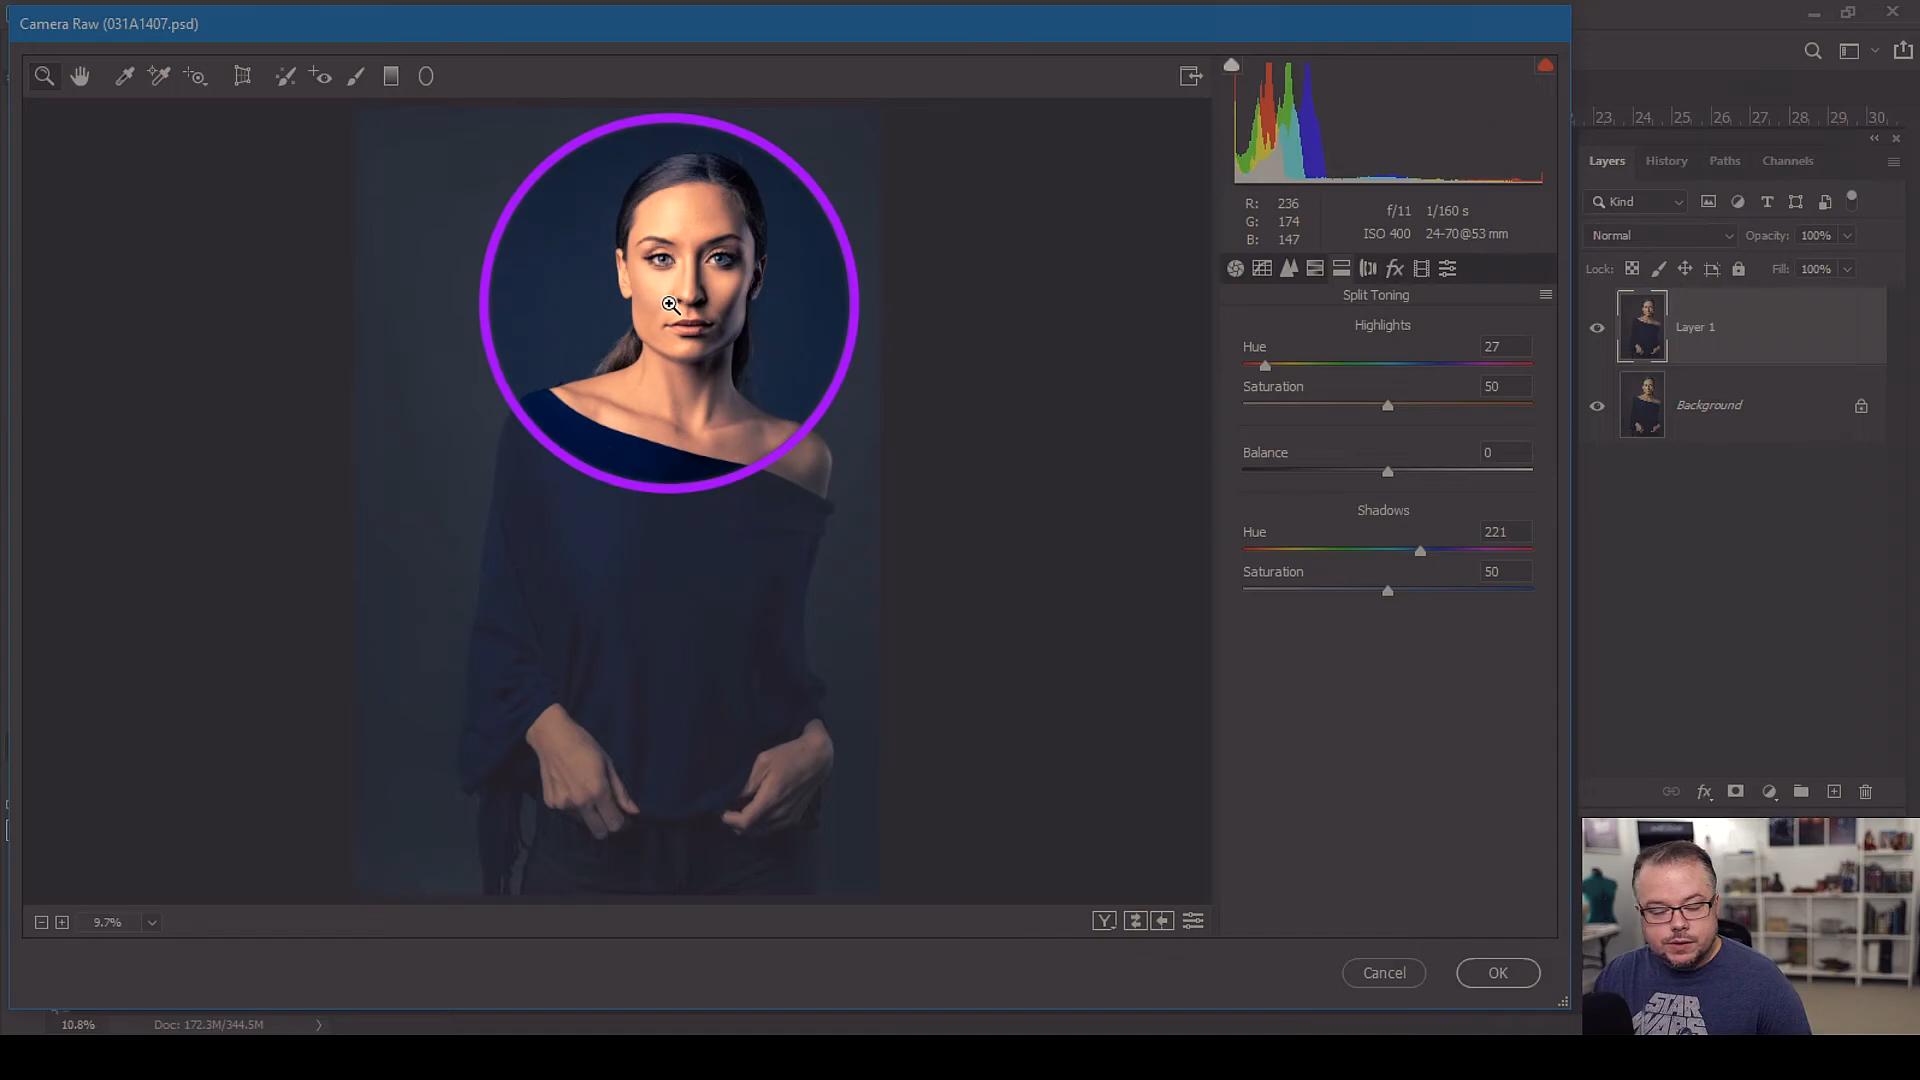 Camera Raw (031A1407.psd)
23 24 25 26 27 28 29 30
Layers History Paths Channels
Kind
Normal Opacity: 100%
Lock: Fill: 100%
Layer 1
Background
R: 236
G: 174
B: 147
f/11 1/160 s
ISO 400 24-70@53 mm
fx
Split Toning
Highlights
Hue 27
Saturation 50
Balance 0
Shadows
Hue 221
Saturation 50
9.7%
Y
Cancel OK
fx
10.8% Doc: 172.3M/344.5M
STAR
WARS